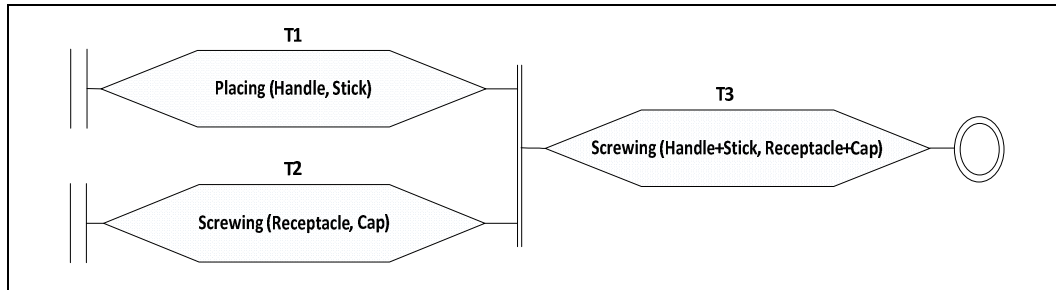 T1
Placing (Handle, Stick)
T2
Screwing (Receptacle, Cap)
T3
Screwing (Handle+Stick, Receptacle+Cap)